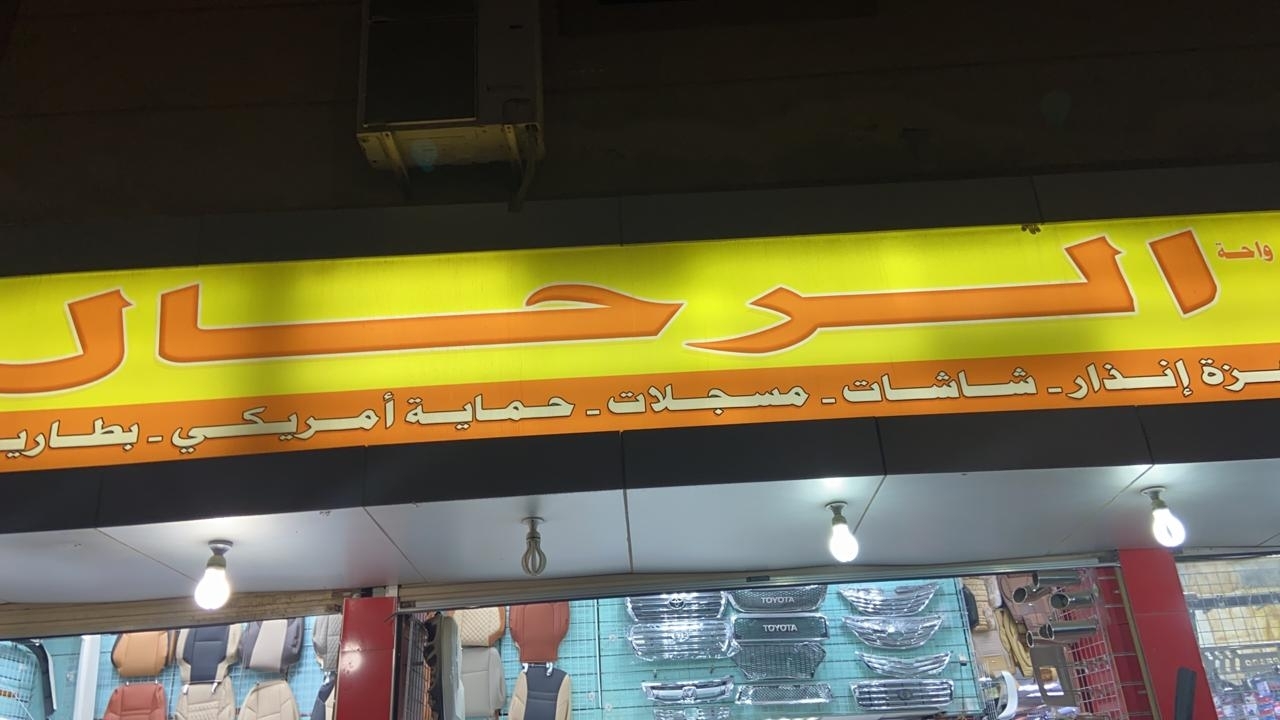 واحة
الرحال
إنذار - شاشات - مسجلات - حماية أمريكي -
TOYOTA
TOYOTA